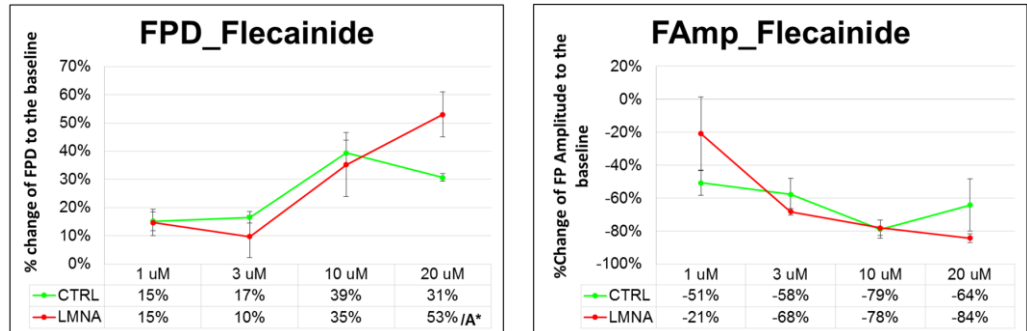 FPD_Flecainide
% change of FPD to the baseline
70%
60%
50%
40%
30%
20%
10%
0%
1 uM 3 uM 10 uM 20 uM
CTRL 15% 17% 39% 31%
LMNA 15% 10% 35% 53% /A*
FAmp_Flecainide
%Change of FP Amplitude to the
baseline
20%
0%
-20%
-40%
-60%
-80%
-100%
1 uM 3 uM 10 uM 20 uM
CTRL -51% -58% -79% -64%
LMNA -21% -68% -78% -84%